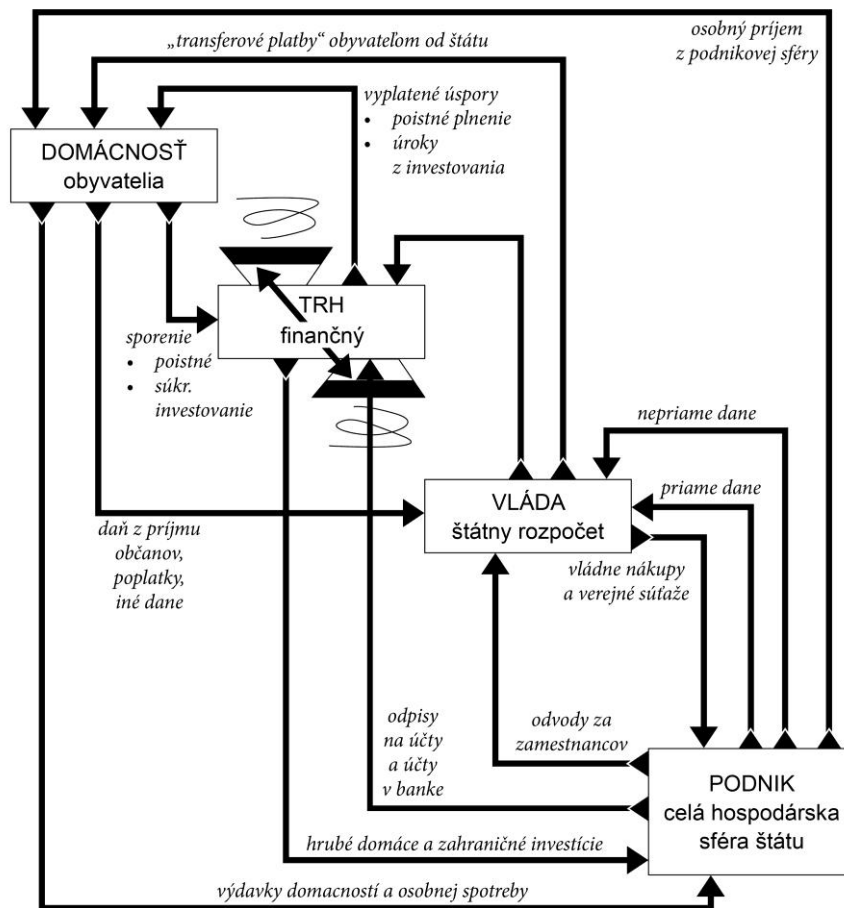 osobný príjem
z podnikovej sféry
„transferové platby“ obyvateľom od štátu
vyplatené úspory
• poistné plnenie
• úroky
z investovania
DOMÁCNOSŤ
obyvatelia
TRH
finančný
sporenie
• poistné
• súkr.
investovanie
nepriame dane
priame dane
VLÁDA
štátny rozpočet
daň z príjmu
občanov,
poplatky,
iné dane
vládne nákupy
a verejné súťaže
odpisy
na účty
a účty
v banke
odvody za
zamestnancov
PODNIK
celá hospodárska
sféra štátu
hrubé domáce a zahraničné investície
výdavky domacností a osobnej spotreby